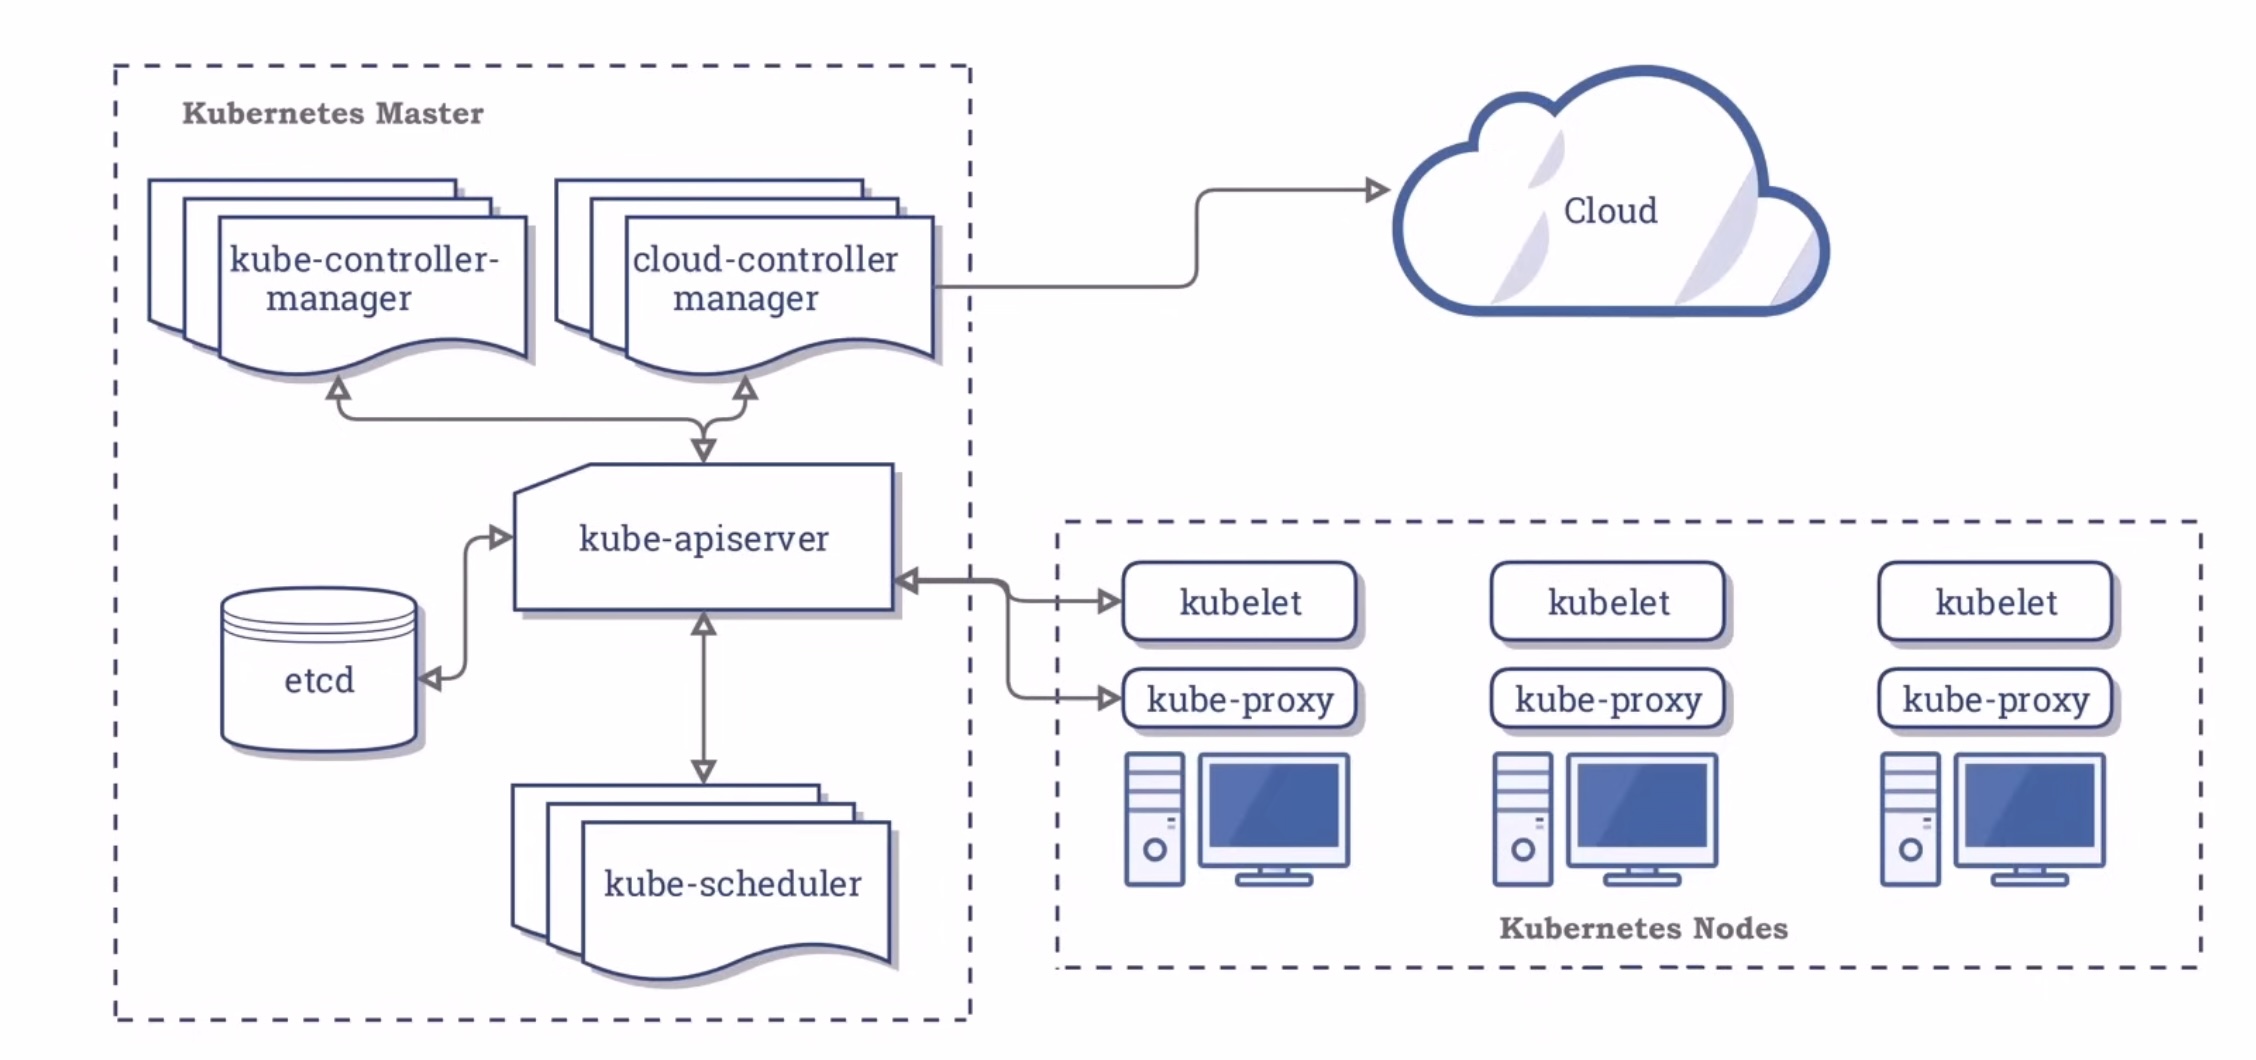 Kubernetes Master
kube-controller-
manager
cloud-controller
manager
Cloud
kube-apiserver
etcd
kube-scheduler
kubelet
kubelet
kubelet
kube-proxy
kube-proxy
kube-proxy
Kubernetes Nodes